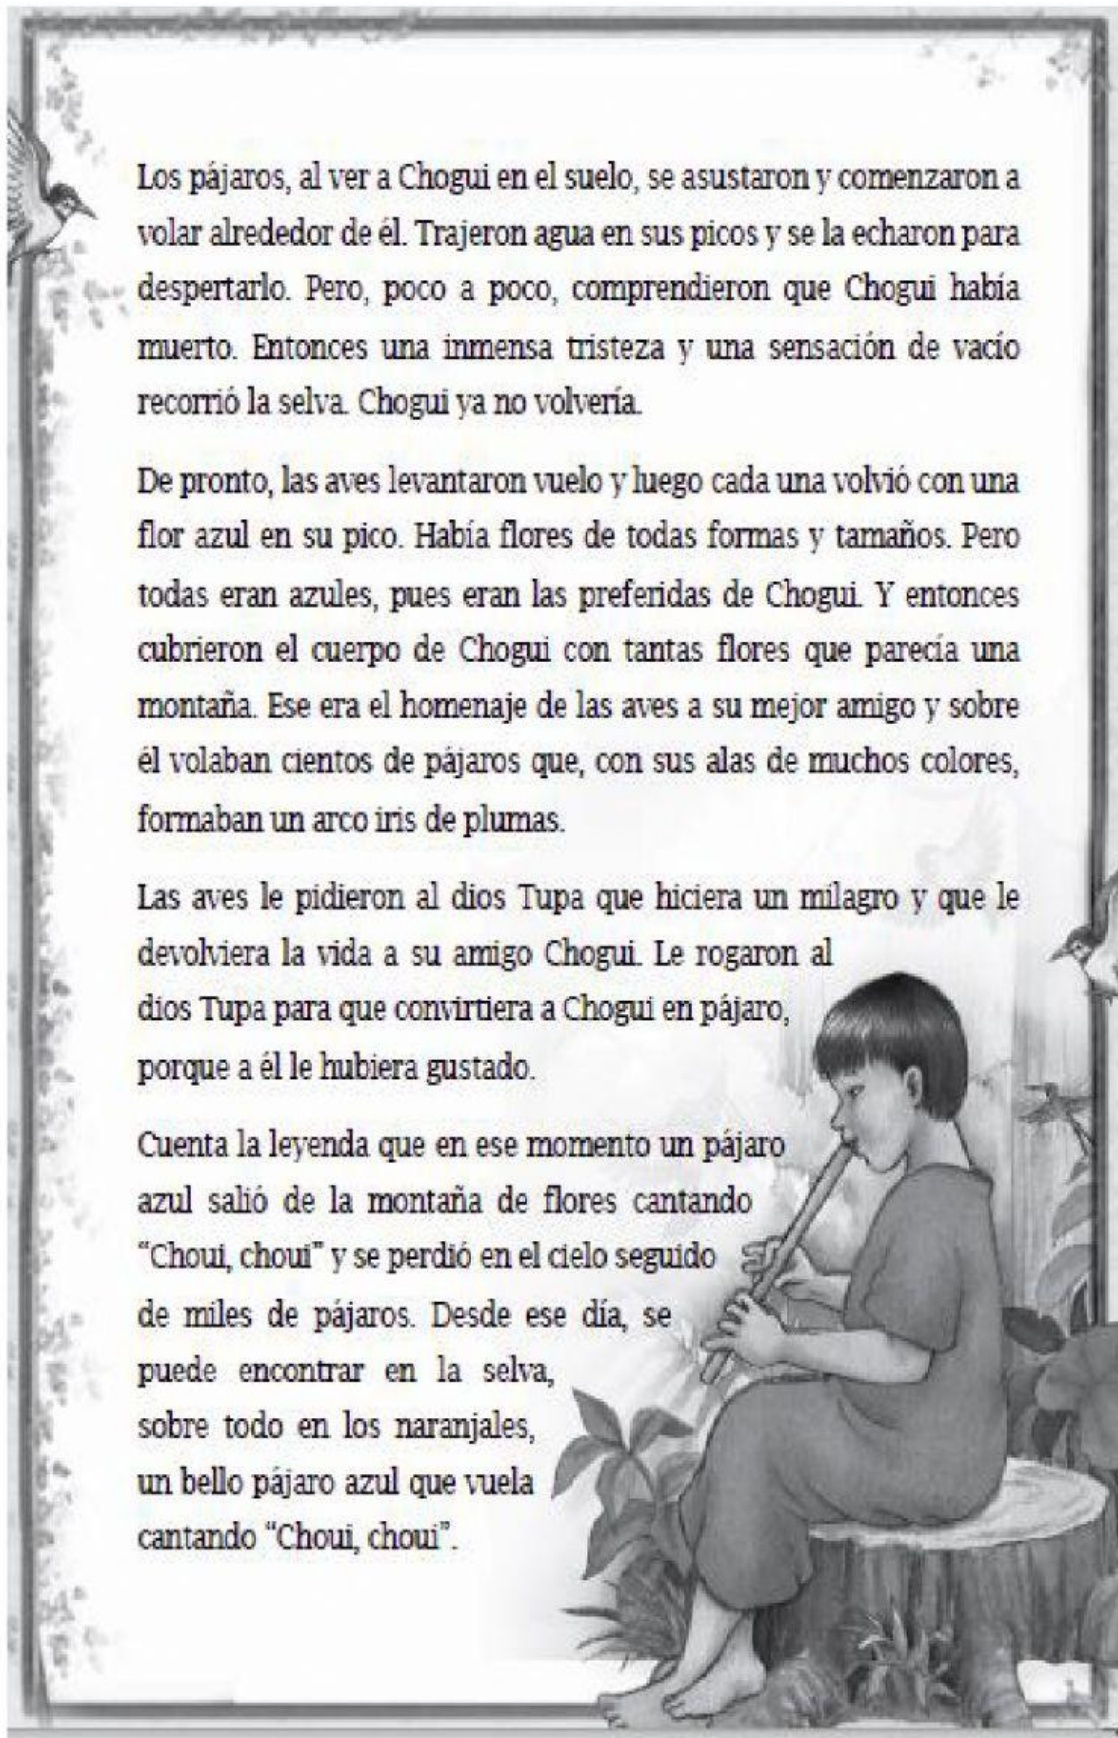 Los pájaros, al ver a Chogui en el suelo, se asustaron y comenzaron a
volar alrededor de él. Trajeron agua en sus picos y se la echaron para
despertarlo. Pero, poco a poco, comprendieron que Chogui había
muerto. Entonces una inmensa tristeza y una sensación de vacío
recorrió la selva. Chogui ya no volvería.
De pronto, las aves levantaron vuelo y luego cada una volvió con una
flor azul en su pico. Había flores de todas formas y tamaños. Pero
todas eran azules, pues eran las preferidas de Chogui. Y entonces
cubrieron el cuerpo de Chogui con tantas flores que parecía una
montaña. Ese era el homenaje de las aves a su mejor amigo y sobre
él volaban cientos de pájaros que, con sus alas de muchos colores,
formaban un arco iris de plumas.
Las aves le pidieron al dios Tupa que hiciera un milagro y que le
devolviera la vida a su amigo Chogui. Le rogaron al
dios Tupa para que convirtiera a Chogui en pájaro,
porque a él le hubiera gustado.
Cuenta la leyenda que en ese momento un pájaro
azul salió de la montaña de flores cantando
“Choui, choui” y se perdió en el cielo seguido
de miles de pájaros. Desde ese día, se
puede encontrar en la selva,
sobre todo en los naranjales,
un bello pájaro azul que vuela
cantando “Choui, choui”.